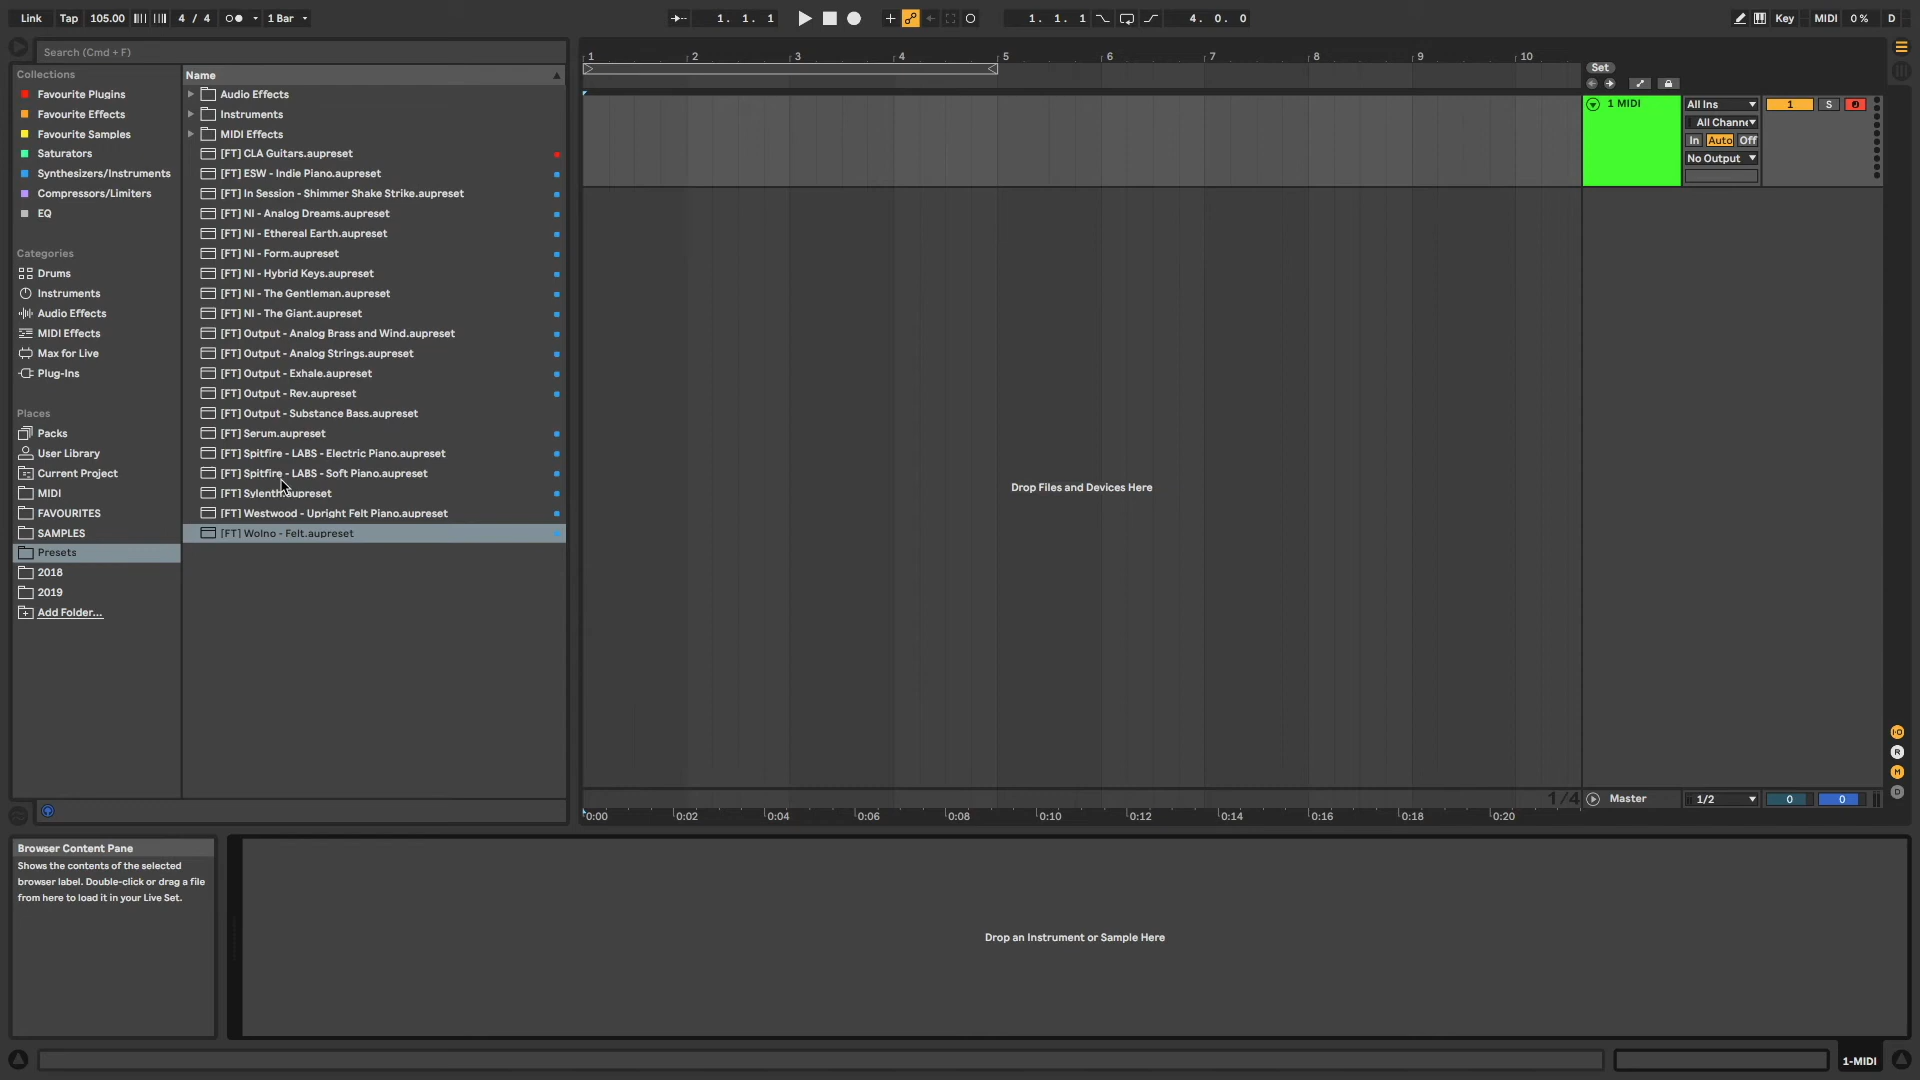 Link Tap 105.00 4 / 4 1 Bar 1. 1. 1 1. 1. 1 4. 0. 0 Key MIDI 0 % D
Search (Cmd + F)
Collections
Favourite Plugins
Favourite Effects
Favourite Samples
Saturators
Synthesizers/Instruments
Compressors/Limiters
EQ
Categories
Drums
Instruments
Audio Effects
MIDI Effects
Max for Live
Plug-Ins
Places
Packs
User Library
Current Project
MIDI
FAVOURITES
SAMPLES
Presets
2018
2019
Add Folder...
Name
Audio Effects
Instruments
MIDI Effects
[FT] CLA Guitars.aupreset
[FT] ESW - Indie Piano.aupreset
[FT] In Session - Shimmer Shake Strike.aupreset
[FT] NI - Analog Dreams.aupreset
[FT] NI - Ethereal Earth.aupreset
[FT] NI - Form.aupreset
[FT] NI - Hybrid Keys.aupreset
[FT] NI - The Gentleman.aupreset
[FT] NI - The Giant.aupreset
[FT] Output - Analog Brass and Wind.aupreset
[FT] Output - Analog Strings.aupreset
[FT] Output - Exhale.aupreset
[FT] Output - Rev.aupreset
[FT] Output - Substance Bass.aupreset
[FT] Serum.aupreset
[FT] Spitfire - LABS - Electric Piano.aupreset
[FT] Spitfire - LABS - Soft Piano.aupreset
[FT] Sylenth.aupreset
[FT] Westwood - Upright Felt Piano.aupreset
[FT] Wolno - Felt.aupreset
1 2 3 4 5 6 7 8 9 10
Set
1 MIDI
All Ins
All Channe
In Auto Off
No Output
1 S
Drop Files and Devices Here
I·O
R
M
D
1/4
Master 1/2 0 0
0:00 0:02 0:04 0:06 0:08 0:10 0:12 0:14 0:16 0:18 0:20
Browser Content Pane
Shows the contents of the selected
browser label. Double-click or drag a file
from here to load it in your Live Set.
Drop an Instrument or Sample Here
1-MIDI